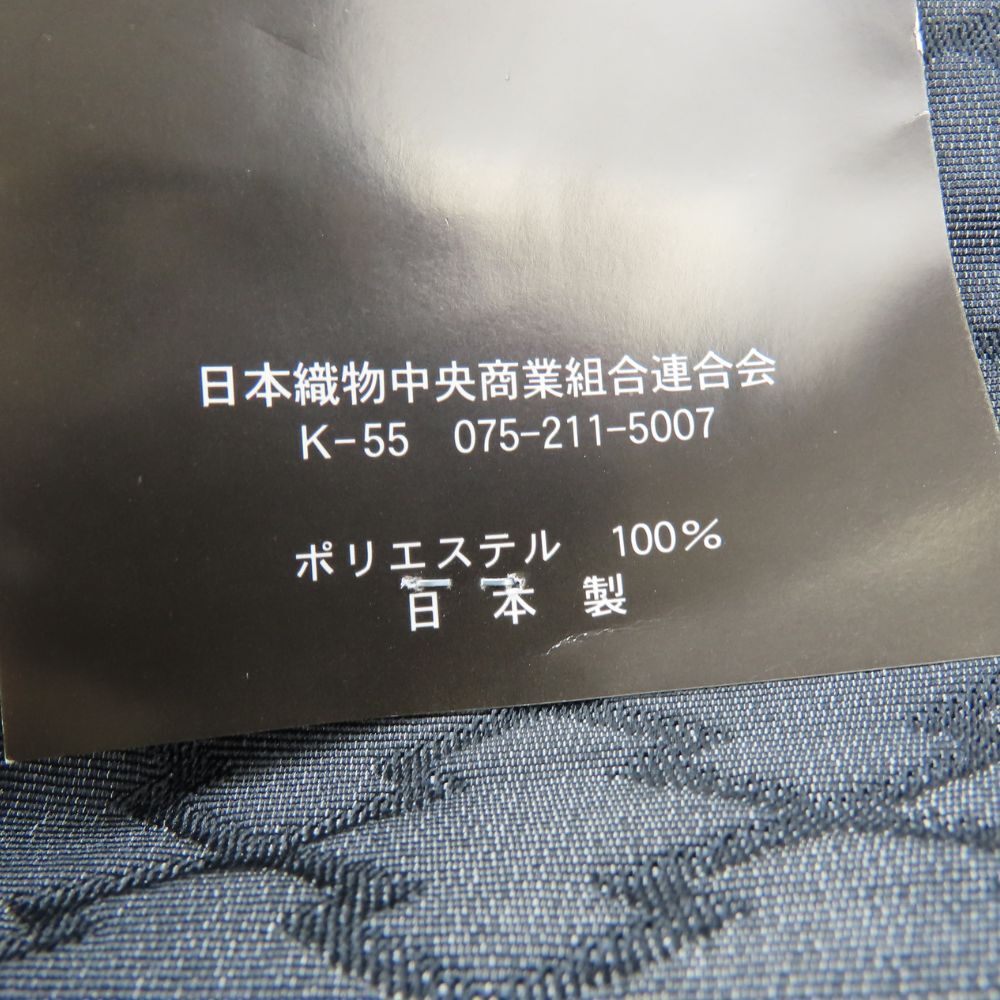 日本織物中央商業組合連合会
K-55 075-211-5007
ポリエステル 100%
日本製